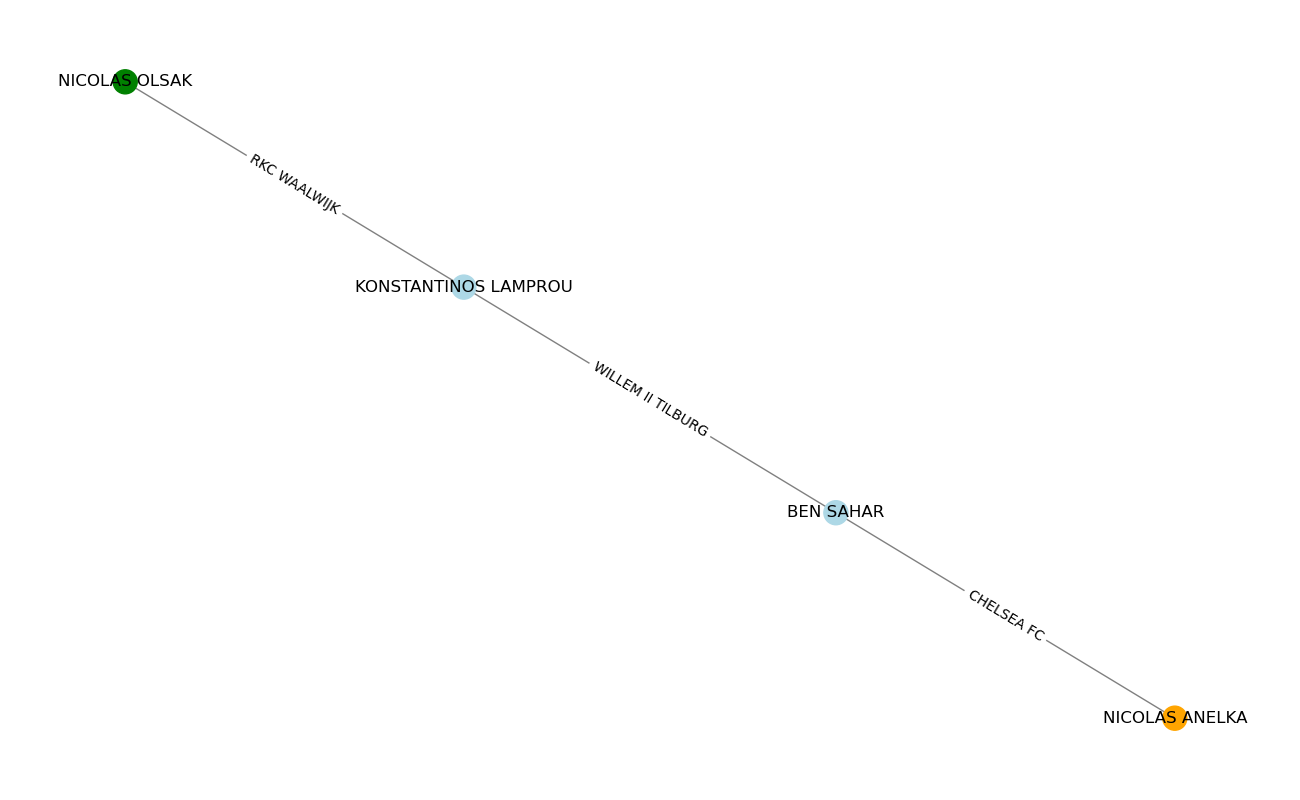 NICOLAS OLSAK
RKC WAALWIJK
KONSTANTINOS LAMPROU
WILLEM II TILBURG
BEN SAHAR
CHELSEA FC
NICOLAS ANELKA